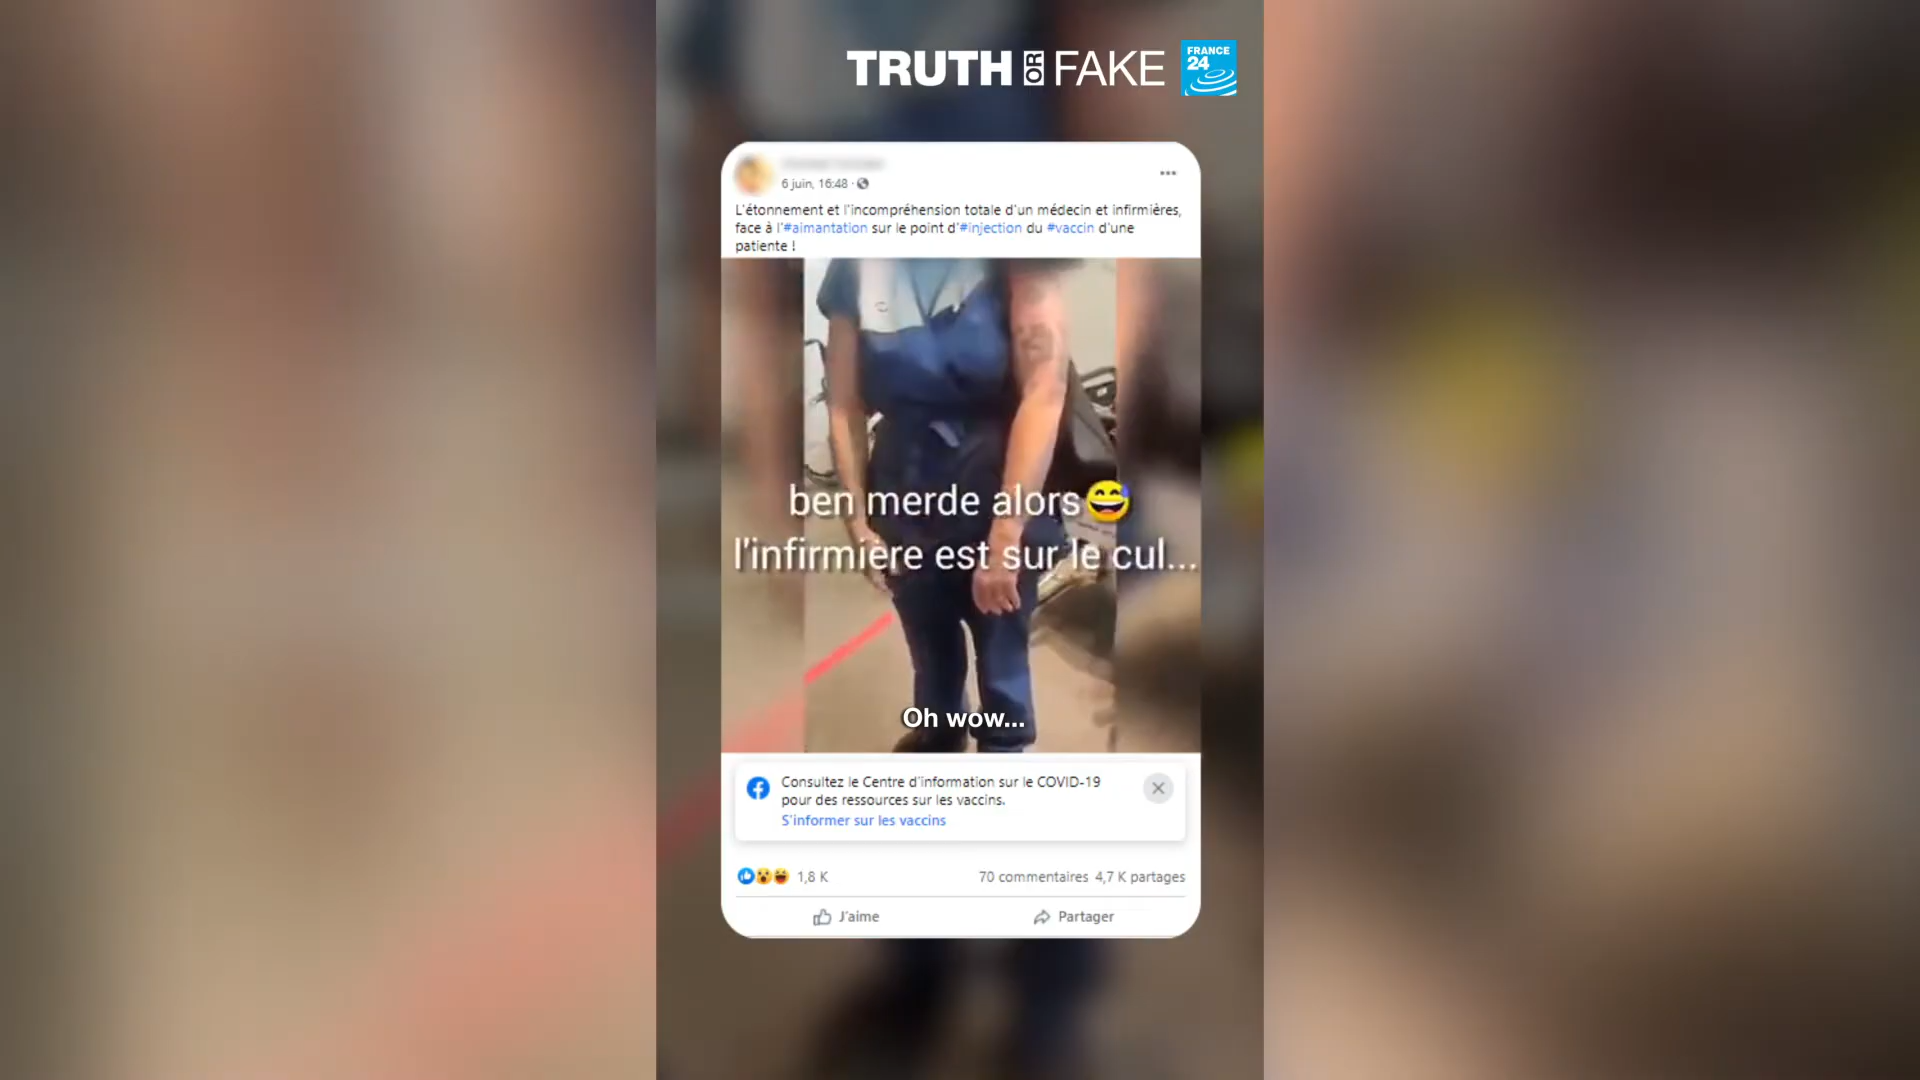 TRUTH OR FAKE
FRANCE 24
6 juin, 16:48
L'étonnement et l'incompréhension totale d'un médecin et infirmières,
face à l'#aimantation sur le point d'#injection du #vaccin d'une
patiente !
ben merde alors😅
l'infirmière est sur le cul...
Oh wow...
Consultez le Centre d'information sur le COVID-19
pour des ressources sur les vaccins.
S'informer sur les vaccins
1,8 K
70 commentaires 4,7 K partages
J'aime
Partager